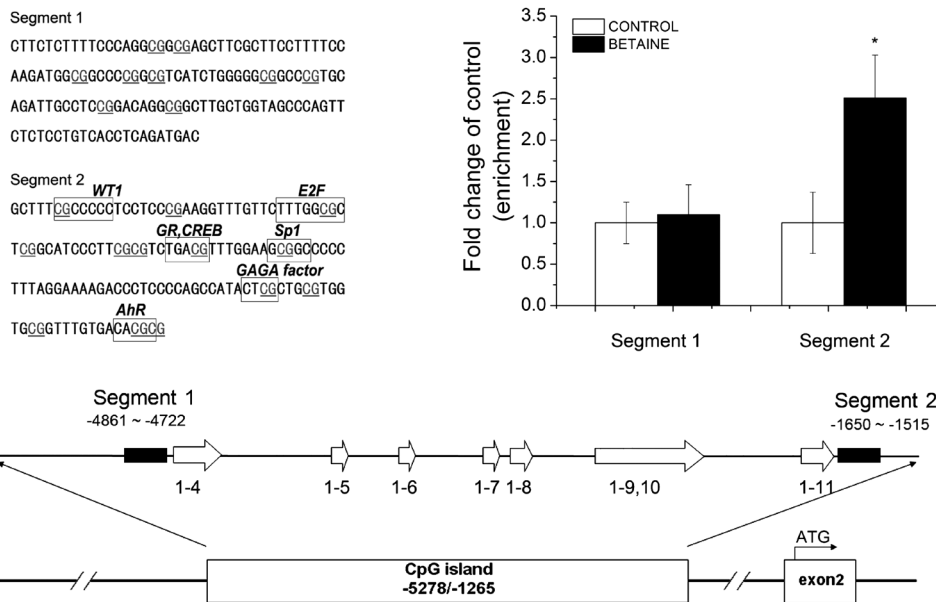 Segment 1
CTTCTCTTTTCCCAGGCGGCGAGCTTCGCTTCCTTTTCC
AAGATGGCGGCCCCGGCGTCATCTGGGGGCGGCCCGTGC
AGATTGCCTCCGGACAGGCGGCTTGCTGGTAGCCCAGTT
CTCTCCTGTCACCTCAGATGAC
Segment 2
WT1 E2F
GCTTTCGCCCCCTCCTCCCGAAGGTTTGTTCTTTGGCGC
GR,CREB Sp1
TCGGCATCCCTTCGCGTCTGACGTTTGGAAGCGGCCCCC
GAGA factor
TTTAGGAAAAGACCCTCCCCAGCCATACTCGCTGCGTGG
AhR
TGCGGTTTGTGACACGCG
Fold change of control
(enrichment)
3.5
3.0
2.5
2.0
1.5
1.0
0.5
0.0
CONTROL
BETAINE
*
Segment 1 Segment 2
Segment 1
-4861 ~ -4722
Segment 2
-1650 ~ -1515
1-4 1-5 1-6 1-7 1-8 1-9,10 1-11
CpG island
-5278/-1265
ATG
exon2